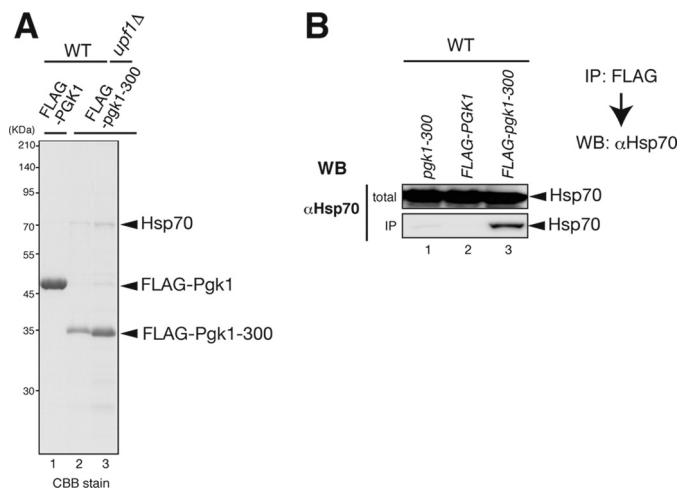 A
WT
upf1Δ
FLAG
-PGK1
FLAG
-pgk1-300
(KDa)
210
140
95
70
55
45
35
30
Hsp70
FLAG-Pgk1
FLAG-Pgk1-300
1 2 3
CBB stain
B
WT
pgk1-300
FLAG-PGK1
FLAG-pgk1-300
IP: FLAG
WB: αHsp70
WB
αHsp70
total
Hsp70
IP
Hsp70
1 2 3